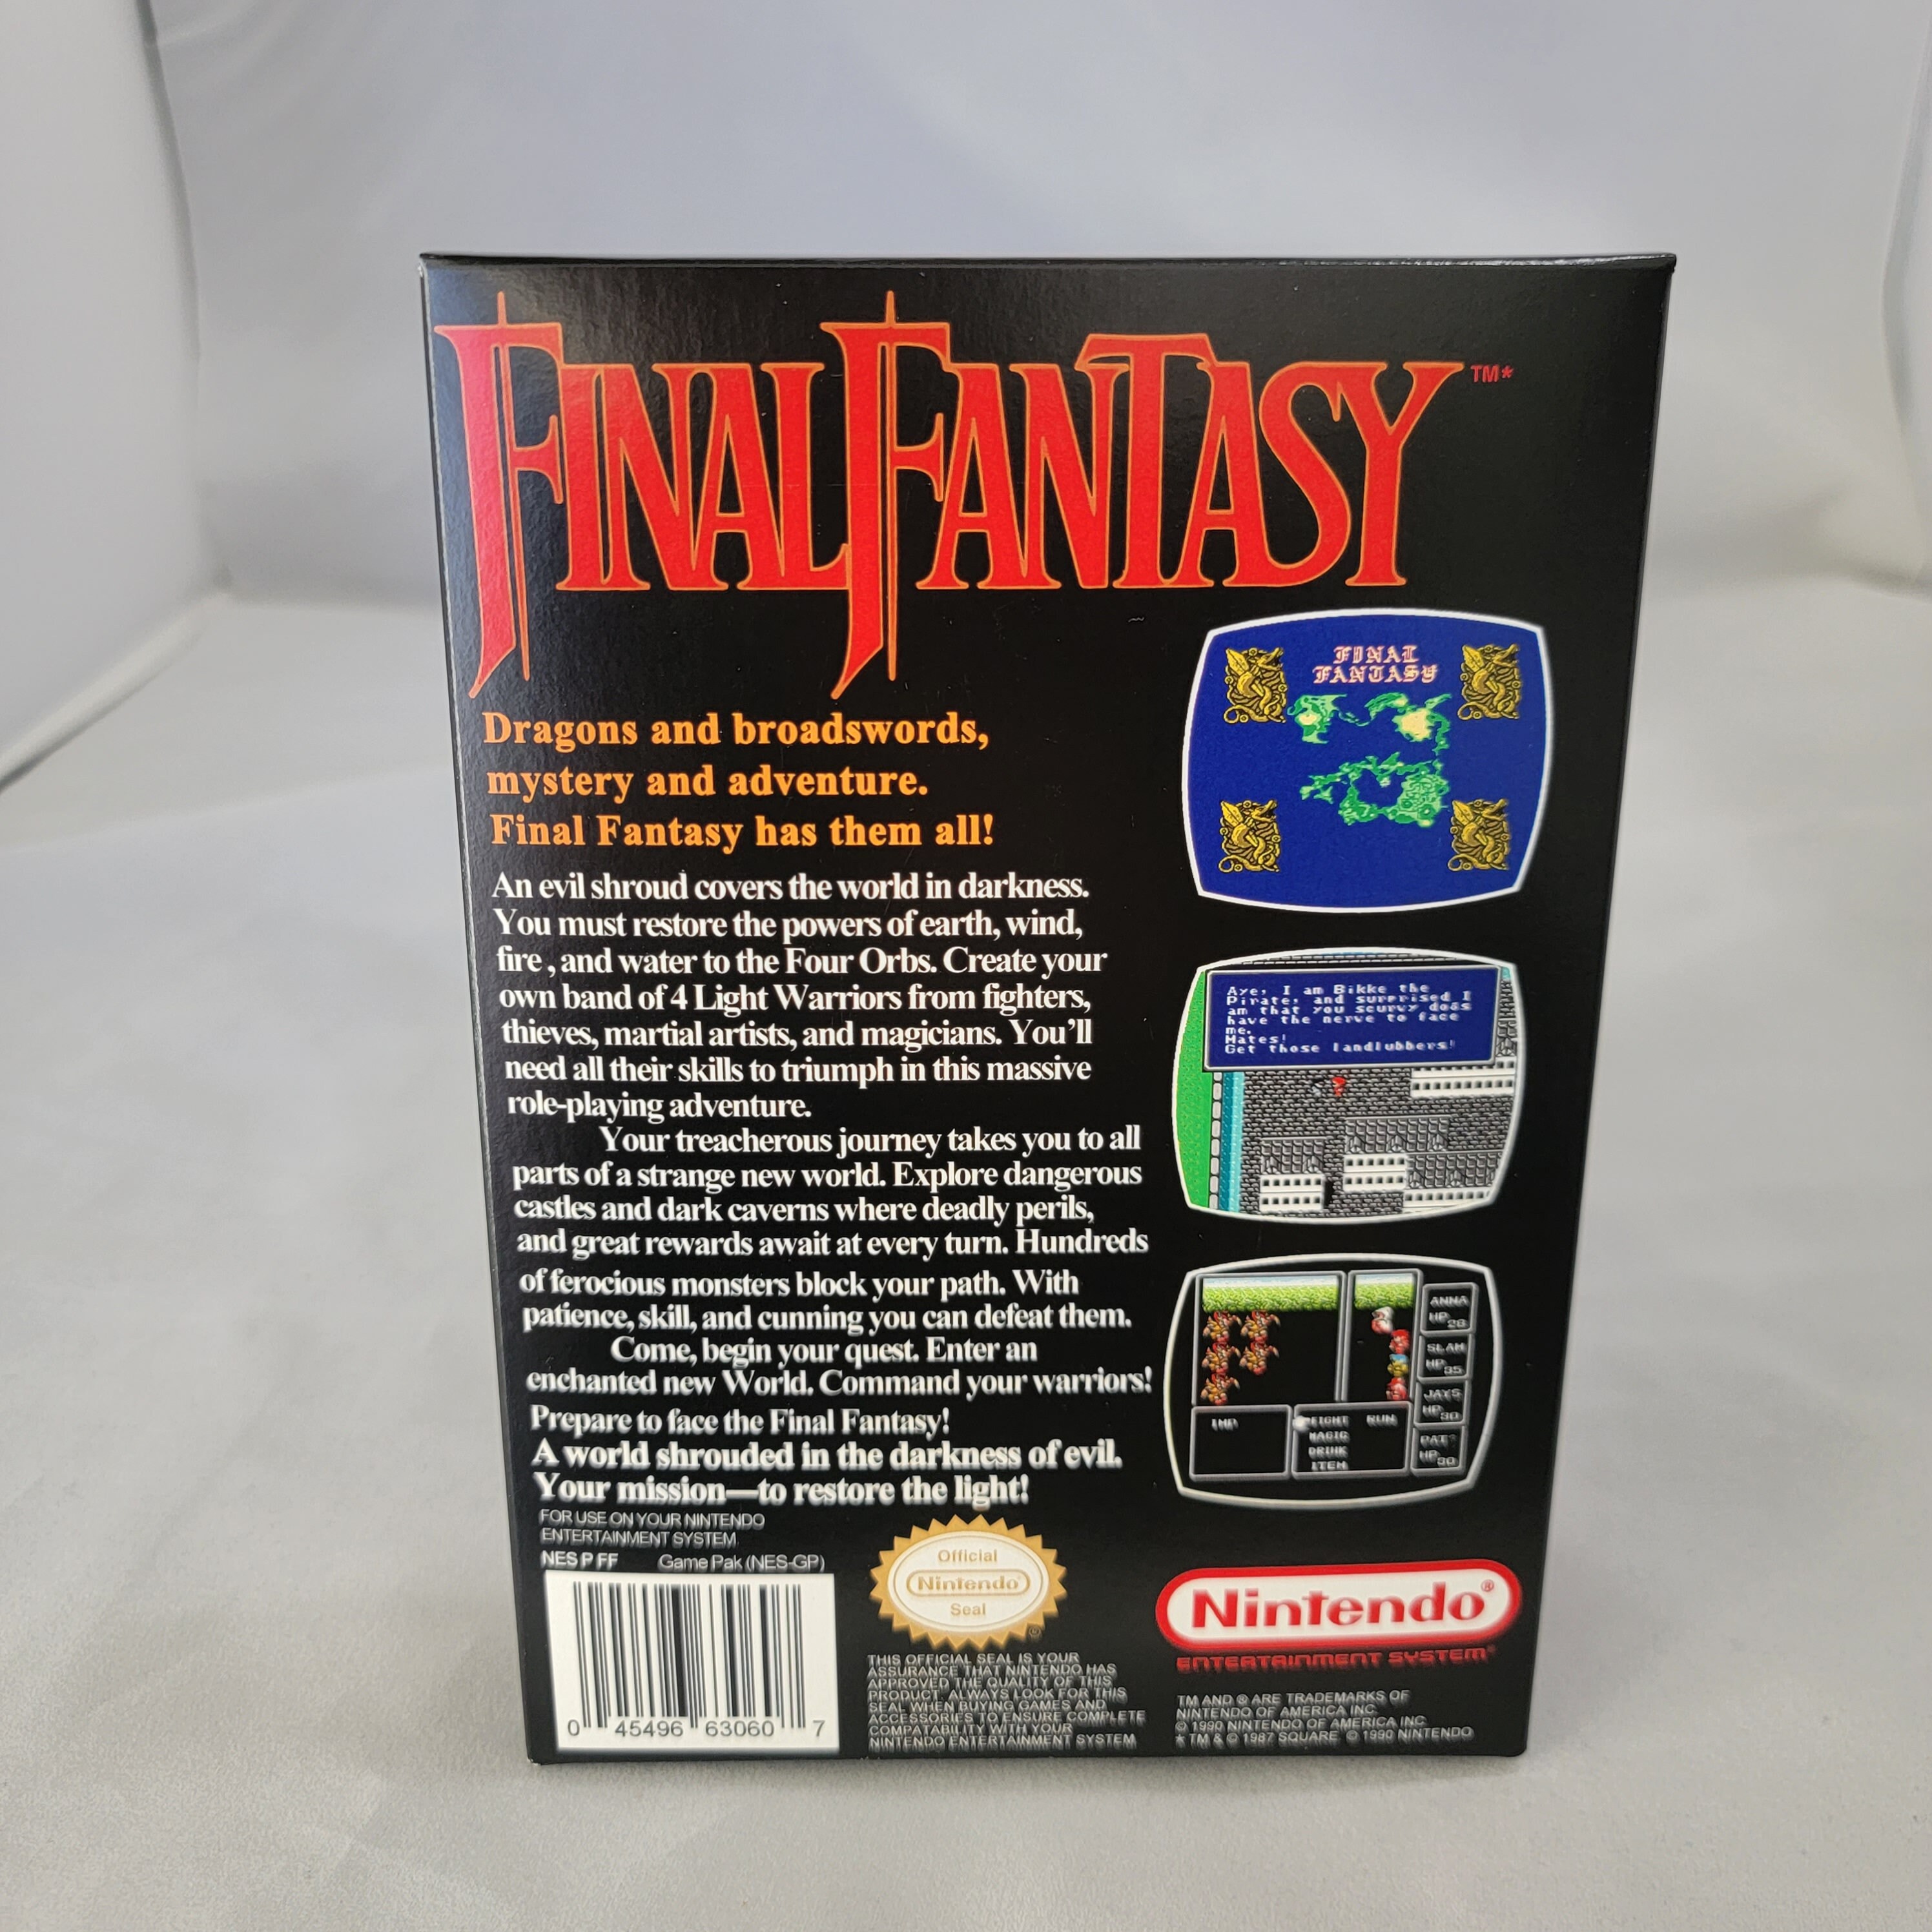 FINAL FANTASY TM*
Dragons and broadswords,
mystery and adventure.
Final Fantasy has them all!
An evil shroud covers the world in darkness.
You must restore the powers of earth, wind,
fire , and water to the Four Orbs. Create your
own band of 4 Light Warriors from fighters,
thieves, martial artists, and magicians. You'll
need all their skills to triumph in this massive
role-playing adventure.
Your treacherous journey takes you to all
parts of a strange new world. Explore dangerous
castles and dark caverns where deadly perils,
and great rewards await at every turn. Hundreds
of ferocious monsters block your path. With
patience, skill, and cunning you can defeat them.
Come, begin your quest. Enter an
enchanted new World. Command your warriors!
Prepare to face the Final Fantasy!
A world shrouded in the darkness of evil.
Your mission—to restore the light!
FINAL
FANTASY
Aye, I am Bikke the
Pirate, and surprised I
am that you scurvy dogs
have the nerve to face
me.
Mates!
Get those landlubbers!
ANNA
HP
28
SLAM
HP
35
JAYS
HP
30
PAT?
HP
30
IMP
FIGHT RUN
MAGIC
DRINK
ITEM
FOR USE ON YOUR NINTENDO
ENTERTAINMENT SYSTEM
NES P FF Game Pak (NES-GP)
0 45496 63060 7
Official
Nintendo
Seal
®
THIS OFFICIAL SEAL IS YOUR
ASSURANCE THAT NINTENDO HAS
APPROVED THE QUALITY OF THIS
PRODUCT. ALWAYS LOOK FOR THIS
SEAL WHEN BUYING GAMES AND
ACCESSORIES TO ENSURE COMPLETE
COMPATABILITY WITH YOUR
NINTENDO ENTERTAINMENT SYSTEM
Nintendo®
ENTERTAINMENT SYSTEM®
TM AND ® ARE TRADEMARKS OF
NINTENDO OF AMERICA INC.
© 1990 NINTENDO OF AMERICA INC.
* TM & © 1987 SQUARE © 1990 NINTENDO